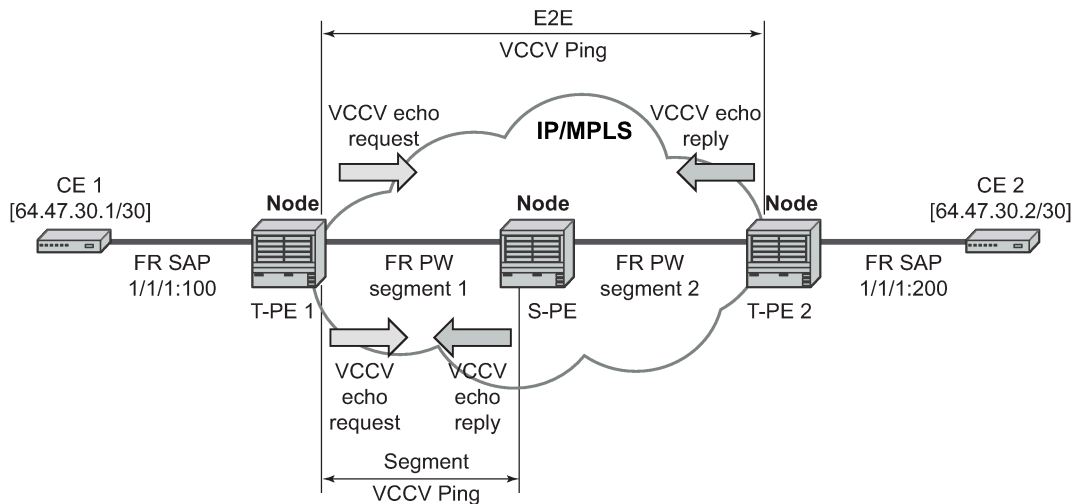 E2E
VCCV Ping
VCCV echo
request
IP/MPLS
VCCV echo
reply
CE 1
[64.47.30.1/30]
Node
Node
Node
CE 2
[64.47.30.2/30]
FR SAP
1/1/1:100
T-PE 1
FR PW
segment 1
S-PE
FR PW
segment 2
T-PE 2
FR SAP
1/1/1:200
VCCV
echo
request
VCCV
echo
reply
Segment
VCCV Ping